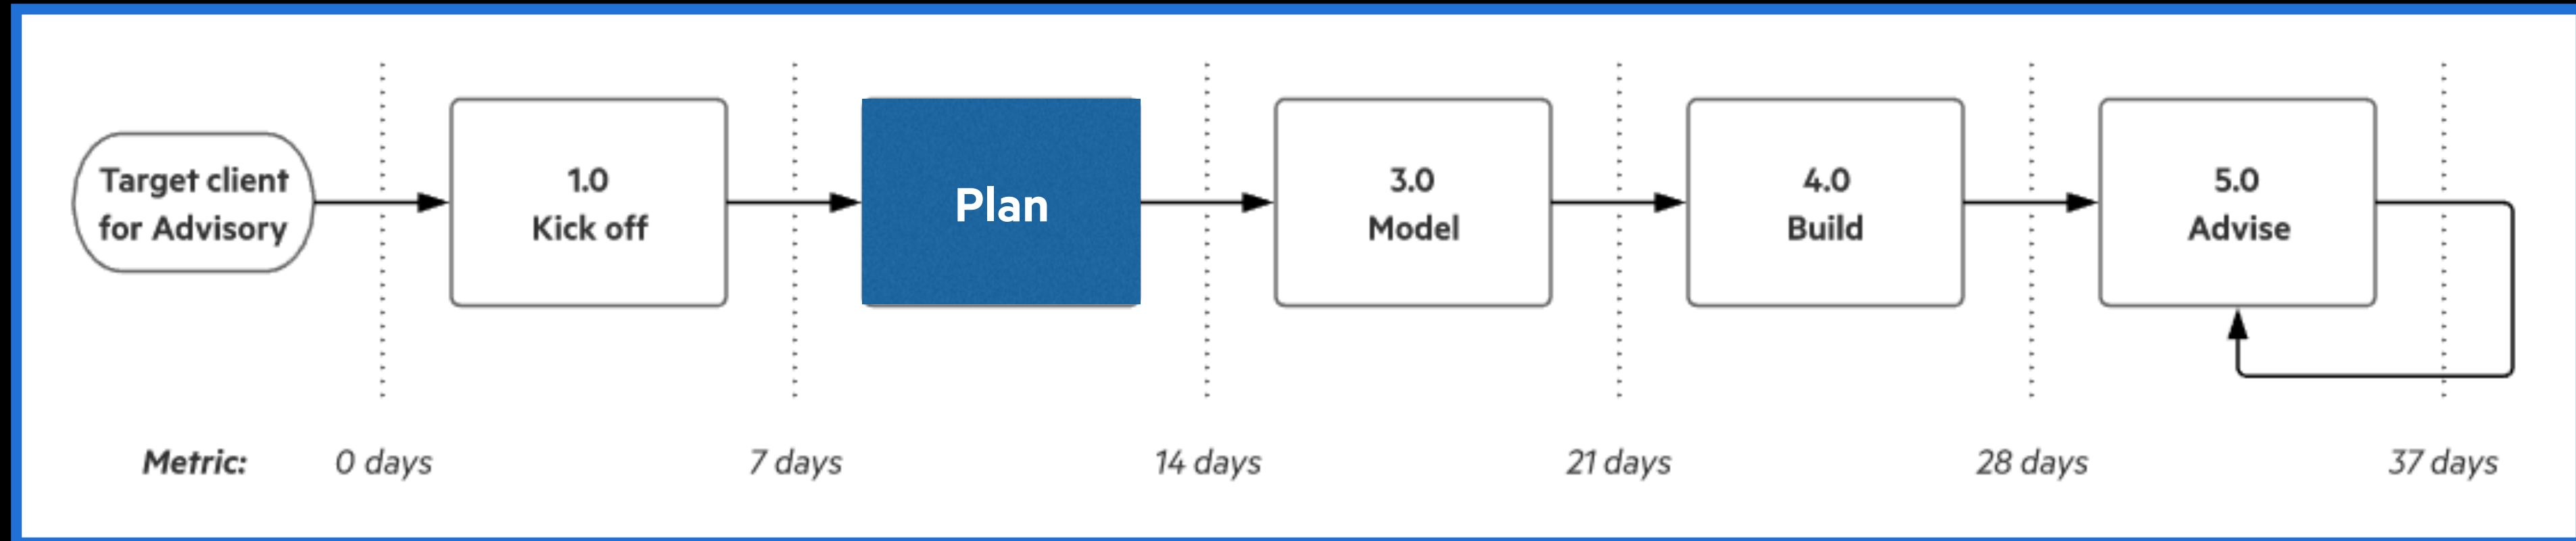 Target client
for Advisory
1.0
Kick off
Plan
3.0
Model
4.0
Build
5.0
Advise
Metric:
0 days
7 days
14 days
21 days
28 days
37 days